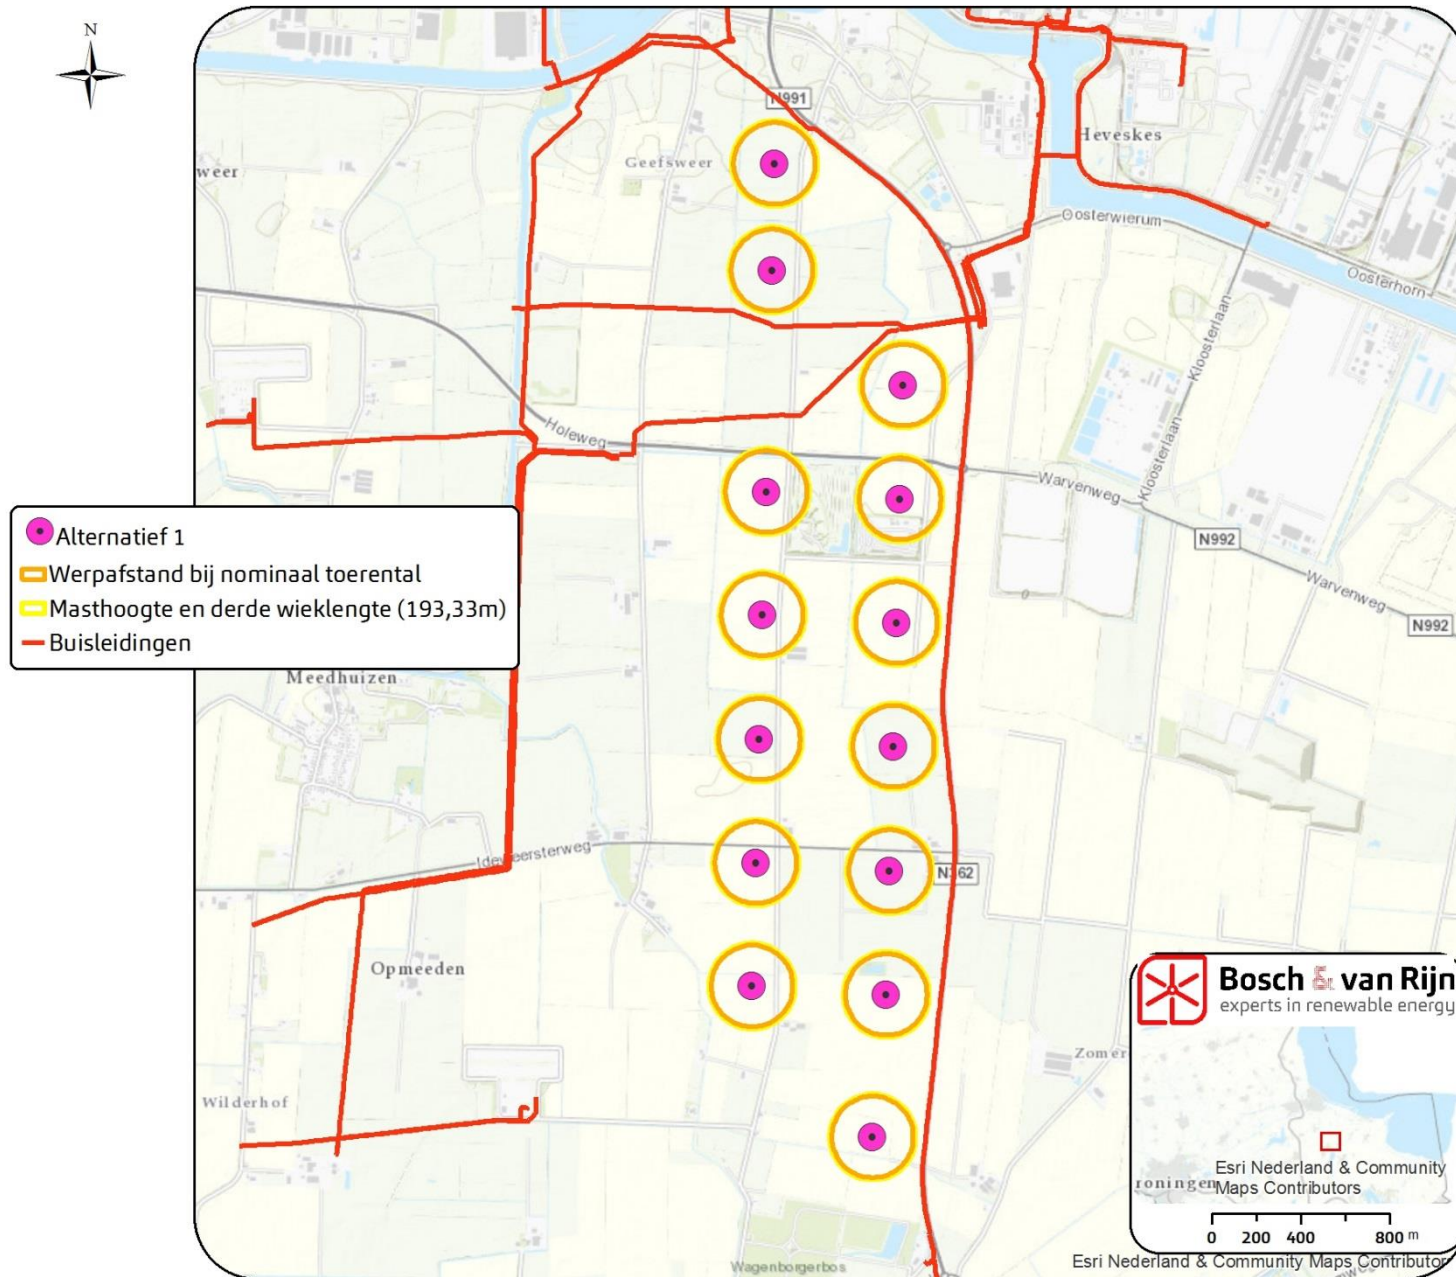 N
N991
Heveskes
Geefsweer
weer
Oosterwierum
Oosterhorn
Kloosterlaan
Holeweg
Warvenweg
Kloosterlaan
N992
Warvenweg
N992
Alternatief 1
Werpafstand bij nominaal toerental
Masthoogte en derde wieklengte (193,33m)
Buisleidingen
Meedhuizen
N362
Opmeeden
Wilderhof
Zomer
Bosch & van Rijn
experts in renewable energy
Esri Nederland & Community
roningen Maps Contributors
0 200 400 800 m
Wagenborgerbos
Esri Nederland & Community Maps Contributor